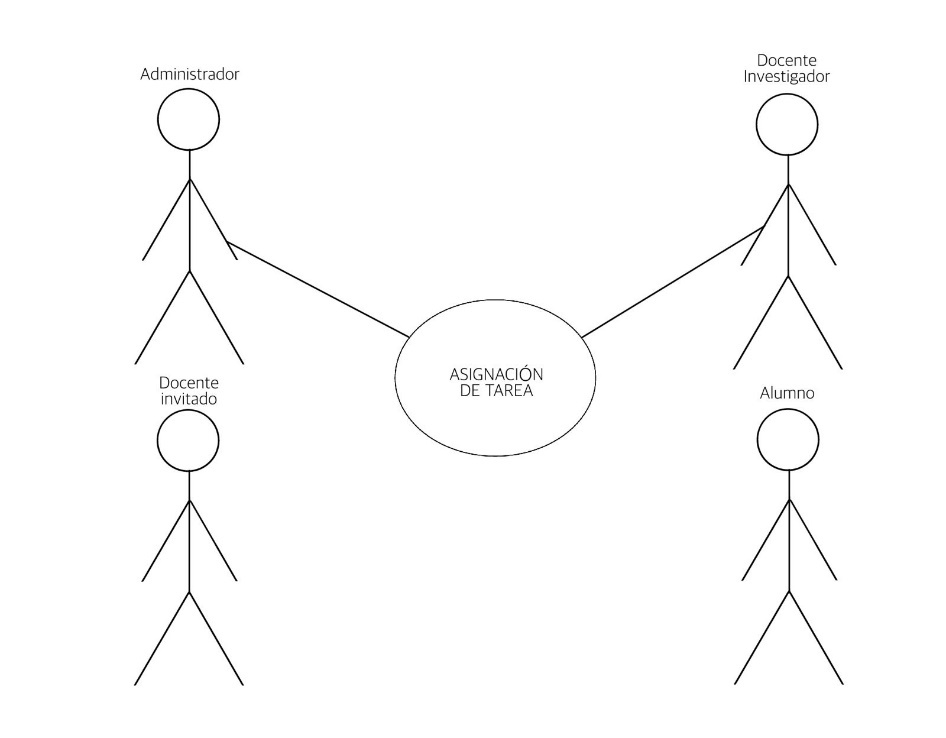 Administrador
Docente
Investigador
ASIGNACIÓN
DE TAREA
Docente
invitado
Alumno